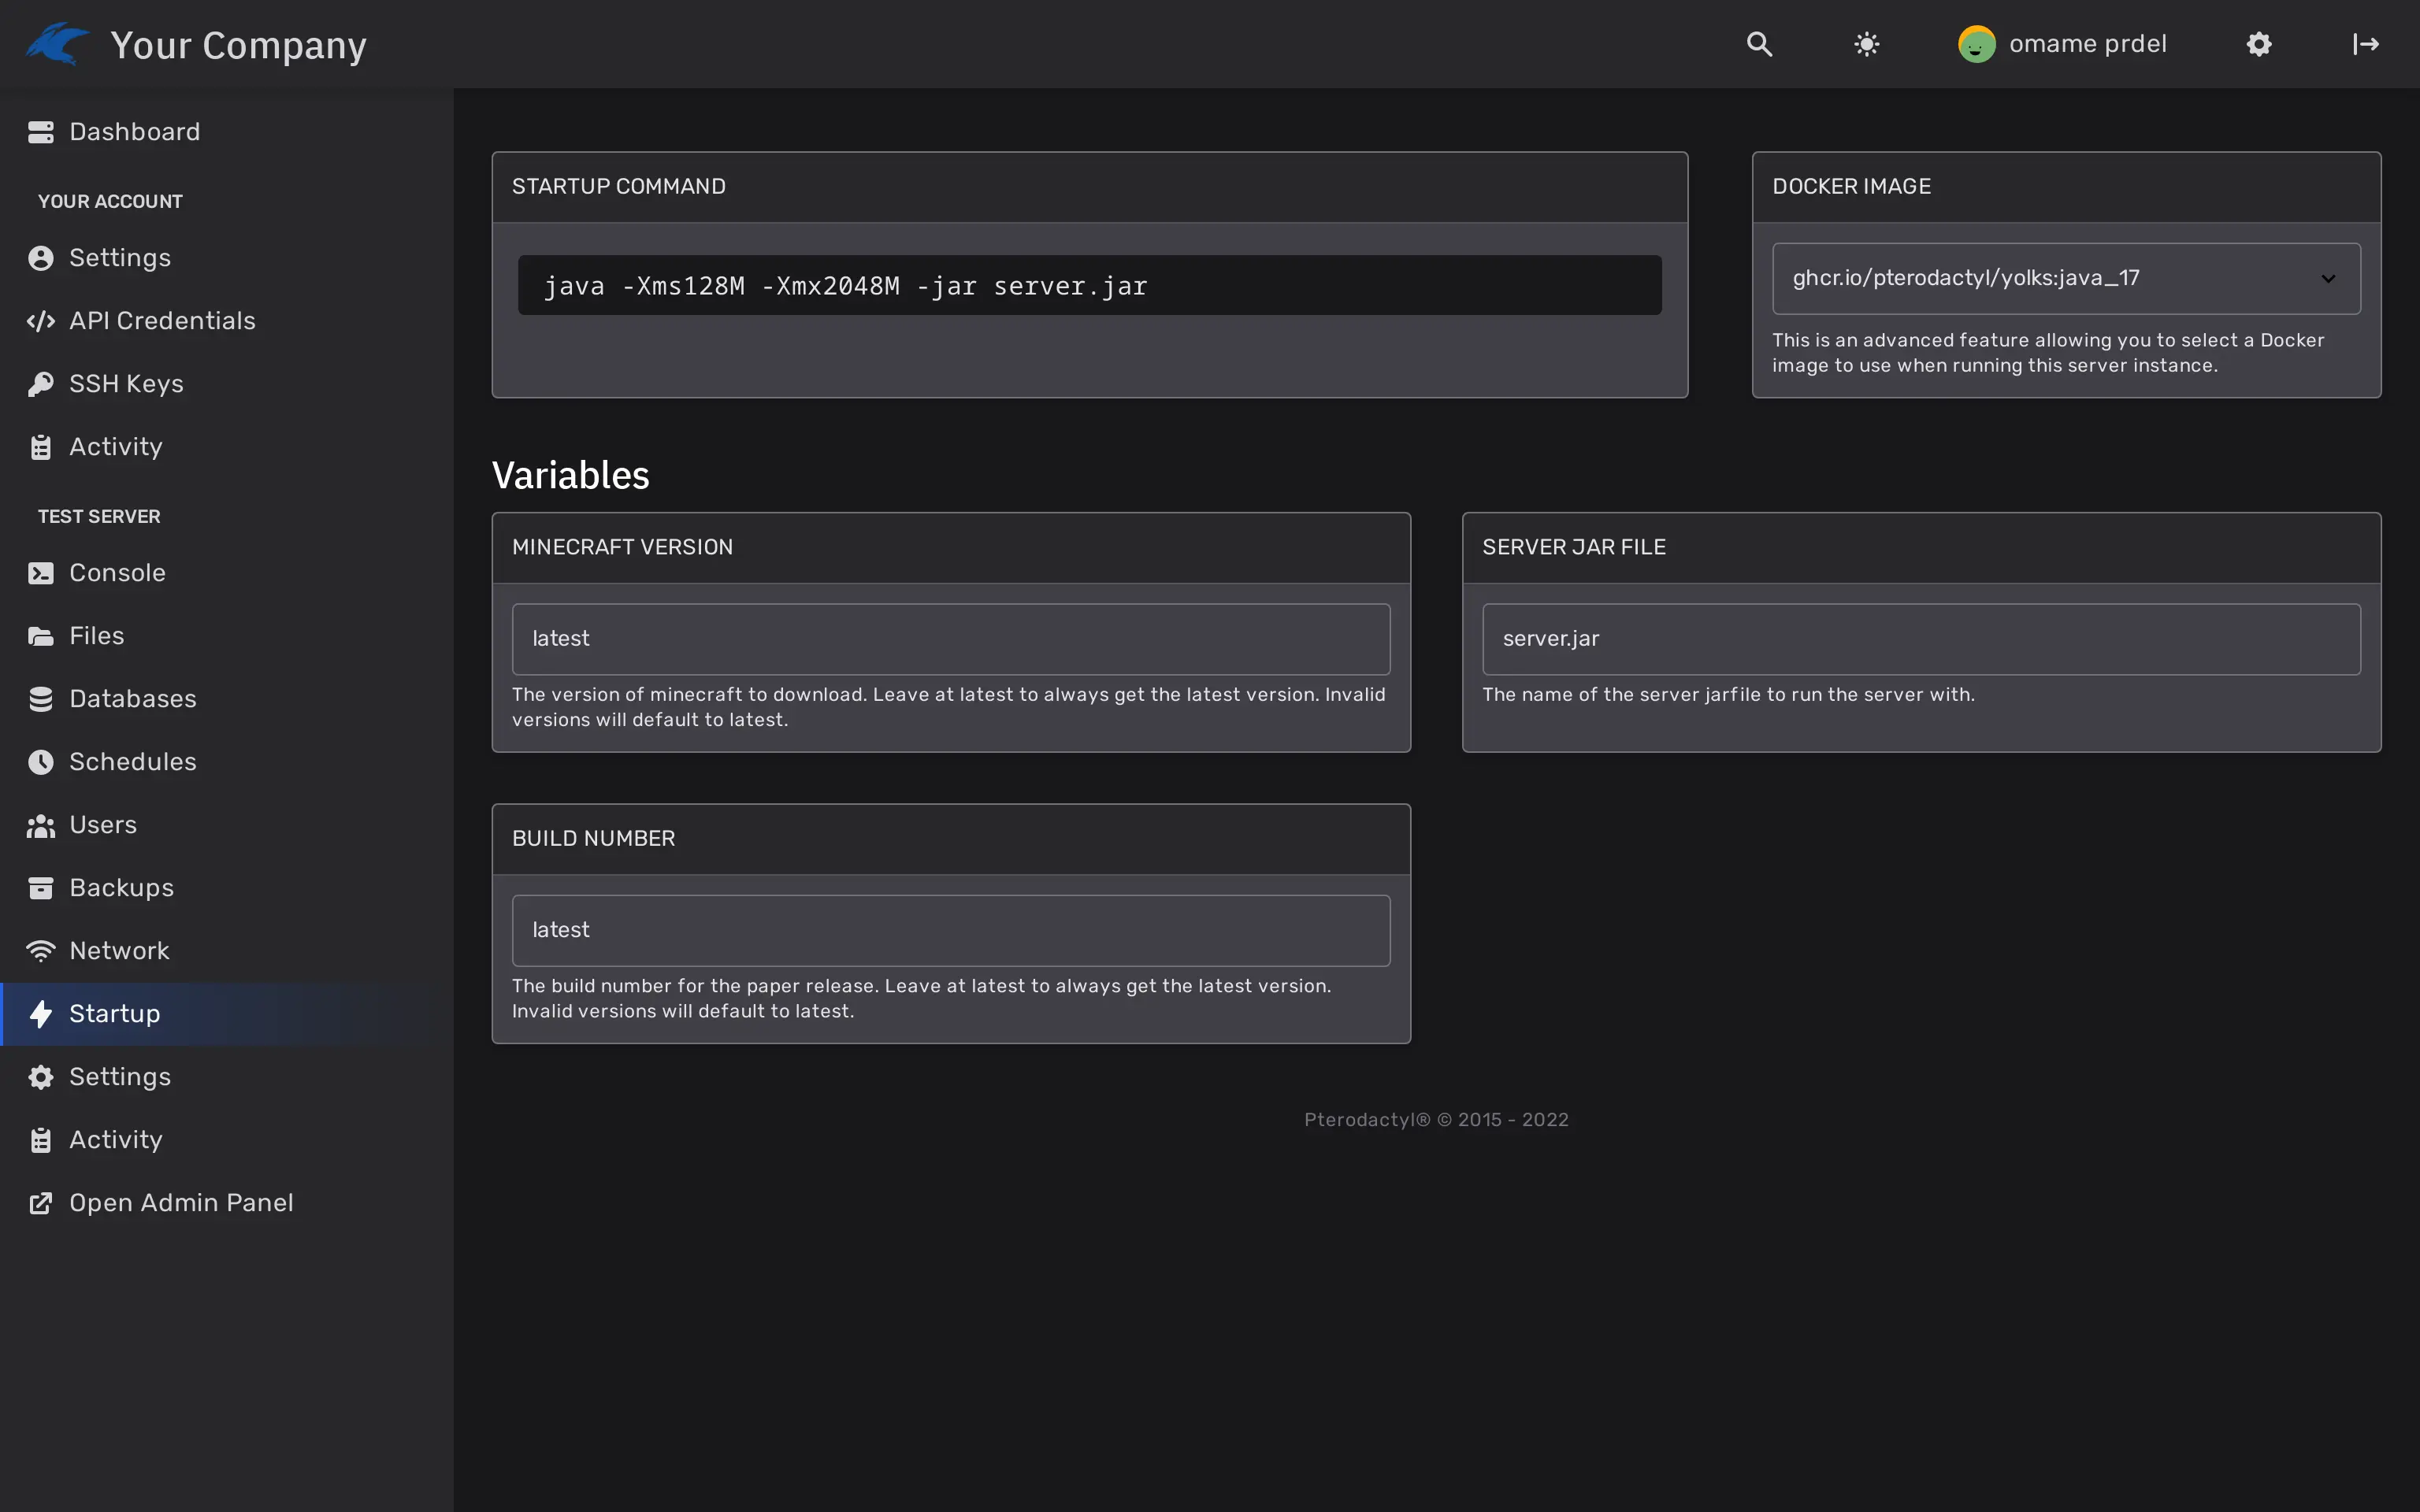 Your Company
omame prdel
Dashboard
YOUR ACCOUNT
Settings
API Credentials
SSH Keys
Activity
TEST SERVER
Console
Files
Databases
Schedules
Users
Backups
Network
Startup
Settings
Activity
Open Admin Panel
STARTUP COMMAND
java -Xms128M -Xmx2048M -jar server.jar
DOCKER IMAGE
ghcr.io/pterodactyl/yolks:java_17
This is an advanced feature allowing you to select a Docker
image to use when running this server instance.
Variables
MINECRAFT VERSION
latest
The version of minecraft to download. Leave at latest to always get the latest version. Invalid
versions will default to latest.
SERVER JAR FILE
server.jar
The name of the server jarfile to run the server with.
BUILD NUMBER
latest
The build number for the paper release. Leave at latest to always get the latest version.
Invalid versions will default to latest.
Pterodactyl® © 2015 - 2022